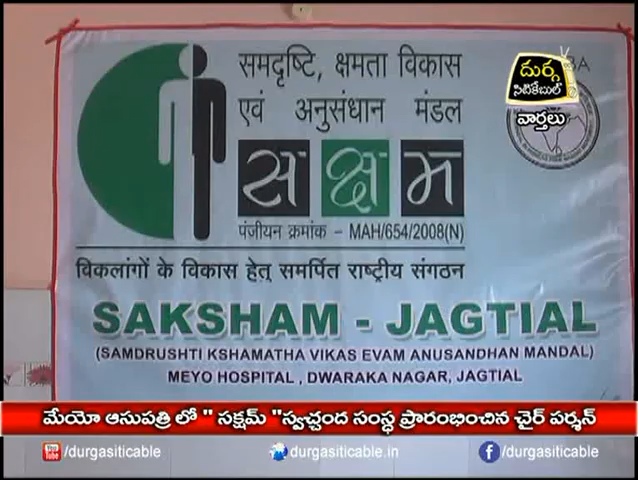 समदृष्टि, क्षमता विकास
एवं अनुसंधान मंडल
स क्ष म
पंजीयन क्रमांक - MAH/654/2008(N)
विकलांगों के विकास हेतु समर्पित राष्ट्रीय संगठन
SAKSHAM - JAGTIAL
(SAMDRUSHTI KSHAMATHA VIKAS EVAM ANUSANDHAN MANDAL)
MEYO HOSPITAL , DWARAKA NAGAR, JAGTIAL
దుర్గ
సిటికేబుల్
వార్తలు
మేయో ఆసుపత్రి లో " సక్షమ్ "స్వచ్చంద సంస్థ ప్రారంభించిన చైర్ పర్సన్
You Tube /durgasiticable
durgasiticable.in
f /durgasiticable